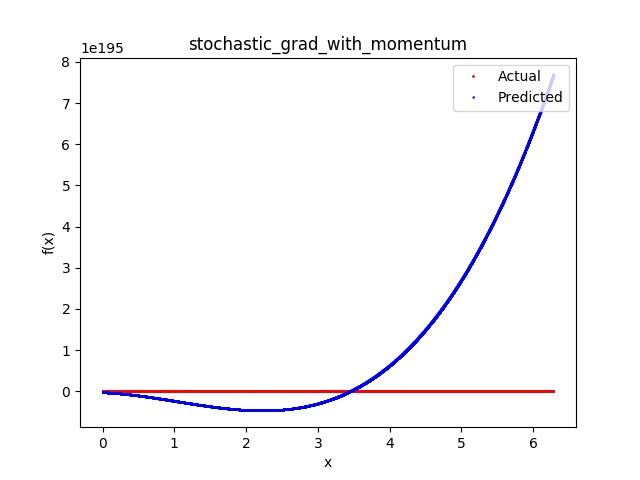 stochastic_grad_with_momentum
1e195
8
7
6
5
4
3
2
1
0
f(x)
Actual
Predicted
0 1 2 3 4 5 6
x